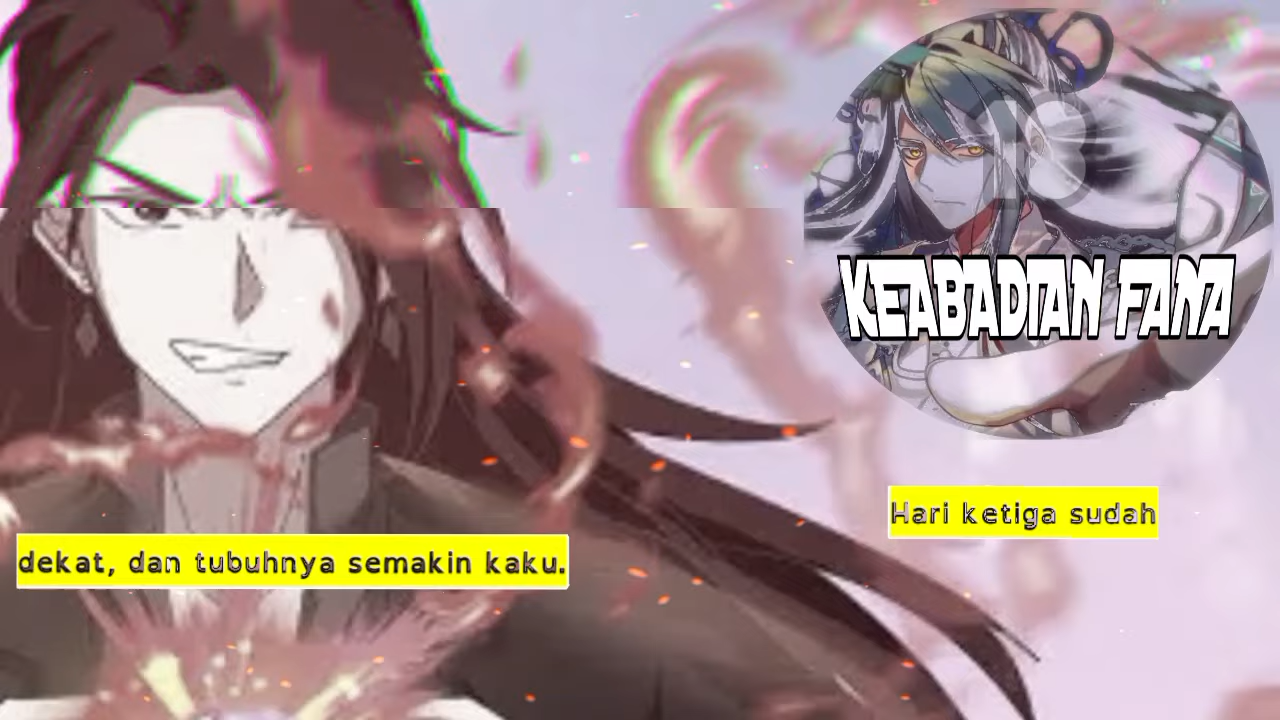 KEABADIAN FANA
Hari ketiga sudah
dekat, dan tubuhnya semakin kaku.